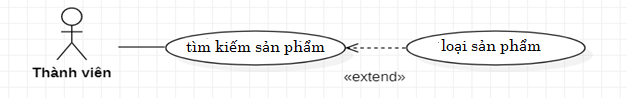 tìm kiếm sản phẩm
loại sản phẩm
Thành viên
«extend»